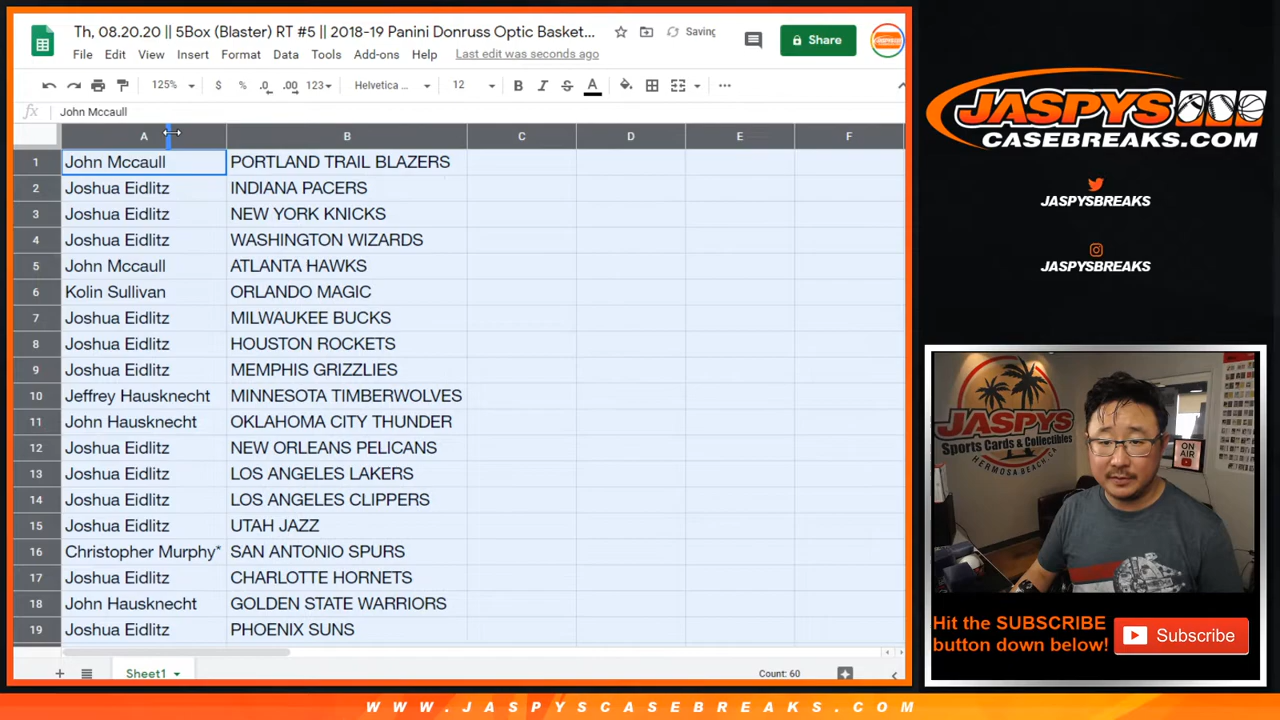 Th, 08.20.20 || 5Box (Blaster) RT #5 || 2018-19 Panini Donruss Optic Basket...
Saving
Share
File Edit View Insert Format Data Tools Add-ons Help Last edit was seconds ago
125% $ % .0 .00 123 Helvetica ... 12 B I S A ...
fx John Mccaull
A B C D E F
1 John Mccaull PORTLAND TRAIL BLAZERS
2 Joshua Eidlitz INDIANA PACERS
3 Joshua Eidlitz NEW YORK KNICKS
4 Joshua Eidlitz WASHINGTON WIZARDS
5 John Mccaull ATLANTA HAWKS
6 Kolin Sullivan ORLANDO MAGIC
7 Joshua Eidlitz MILWAUKEE BUCKS
8 Joshua Eidlitz HOUSTON ROCKETS
9 Joshua Eidlitz MEMPHIS GRIZZLIES
10 Jeffrey Hausknecht MINNESOTA TIMBERWOLVES
11 John Hausknecht OKLAHOMA CITY THUNDER
12 Joshua Eidlitz NEW ORLEANS PELICANS
13 Joshua Eidlitz LOS ANGELES LAKERS
14 Joshua Eidlitz LOS ANGELES CLIPPERS
15 Joshua Eidlitz UTAH JAZZ
16 Christopher Murphy* SAN ANTONIO SPURS
17 Joshua Eidlitz CHARLOTTE HORNETS
18 John Hausknecht GOLDEN STATE WARRIORS
19 Joshua Eidlitz PHOENIX SUNS
Sheet1
Count: 60
JASPYS
CASEBREAKS.COM
JASPYSBREAKS
JASPYSBREAKS
JASPYS
Sports Cards & Collectibles
HERMOSA BEACH, CA
ON AIR
Hit the SUBSCRIBE
button down below!
Subscribe
WWW.JASPYSCASEBREAKS.COM